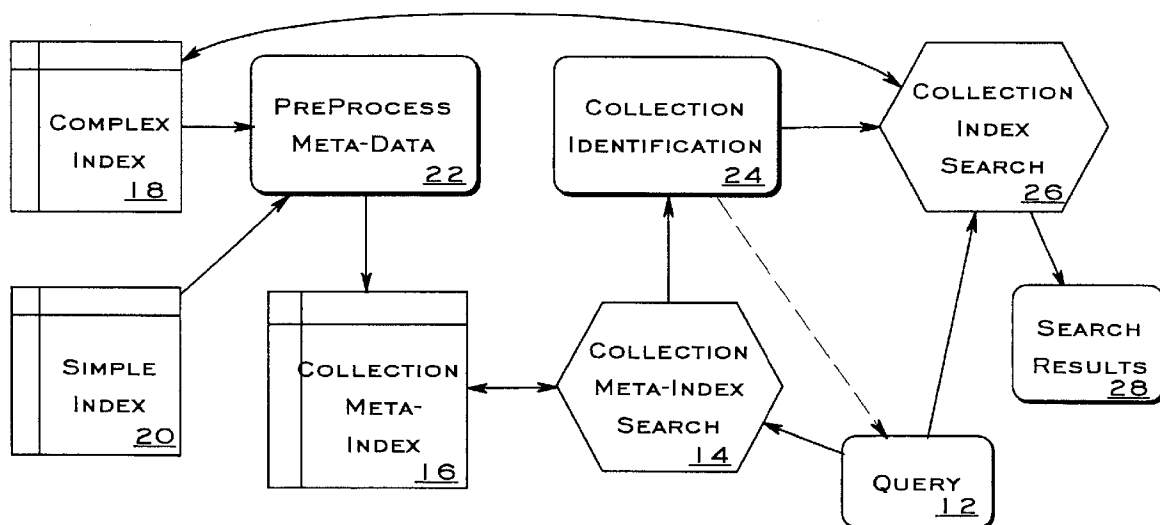 COMPLEX
INDEX
18
PREPROCESS
META-DATA
22
COLLECTION
IDENTIFICATION
24
COLLECTION
INDEX
SEARCH
26
SIMPLE
INDEX
20
COLLECTION
META-
INDEX
16
COLLECTION
META-INDEX
SEARCH
14
SEARCH
RESULTS
28
QUERY
12